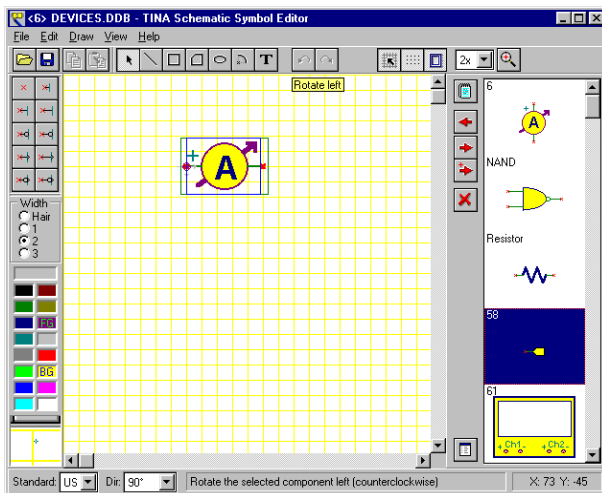 <6> DEVICES.DDB - TINA Schematic Symbol Editor
File Edit Draw View Help
T
2x
Rotate left
6
A
A
NAND
Width
Hair
1
2
3
Resistor
FG
58
BG
61
Ch1
Ch2
Standard: US Dir: 90° Rotate the selected component left (counterclockwise) X: 73 Y: -45